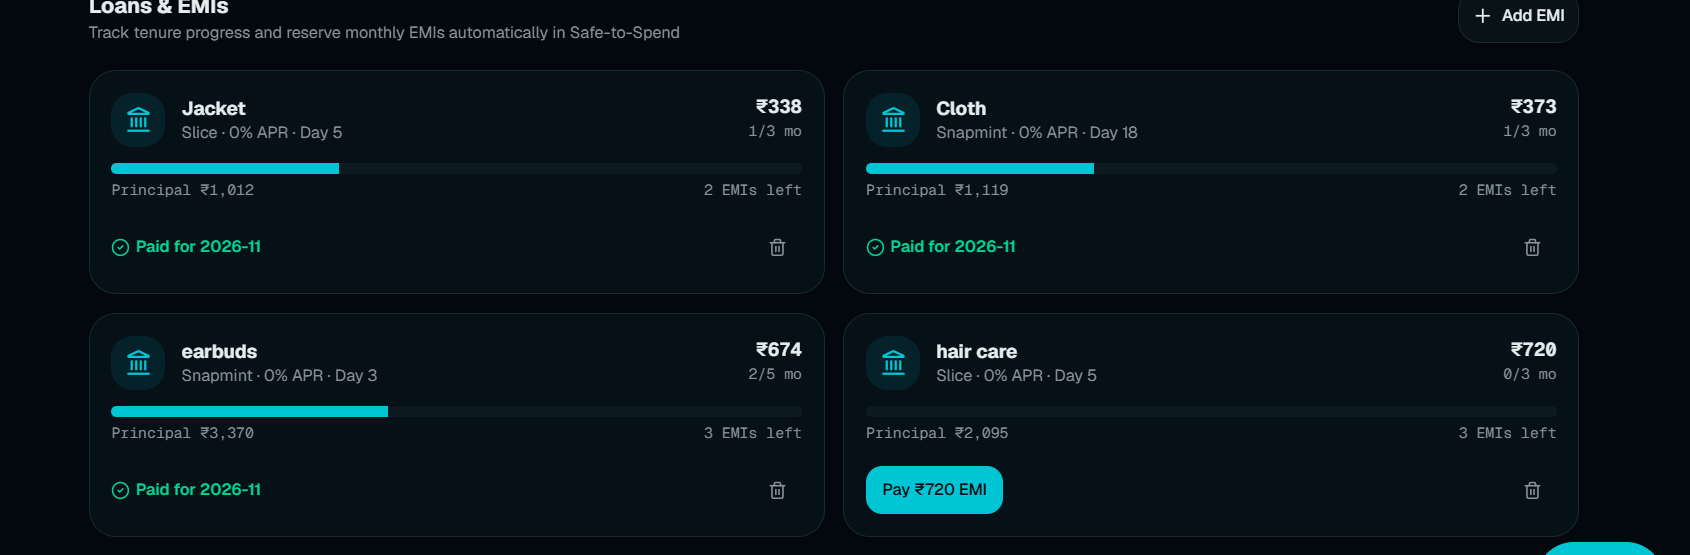 Loans & EMIs
Track tenure progress and reserve monthly EMIs automatically in Safe-to-Spend
+ Add EMI
Jacket
Slice · 0% APR · Day 5
₹338
1/3 mo
Principal ₹1,012
2 EMIs left
Paid for 2026-11
Cloth
Snapmint · 0% APR · Day 18
₹373
1/3 mo
Principal ₹1,119
2 EMIs left
Paid for 2026-11
earbuds
Snapmint · 0% APR · Day 3
₹674
2/5 mo
Principal ₹3,370
3 EMIs left
Paid for 2026-11
hair care
Slice · 0% APR · Day 5
₹720
0/3 mo
Principal ₹2,095
3 EMIs left
Pay ₹720 EMI